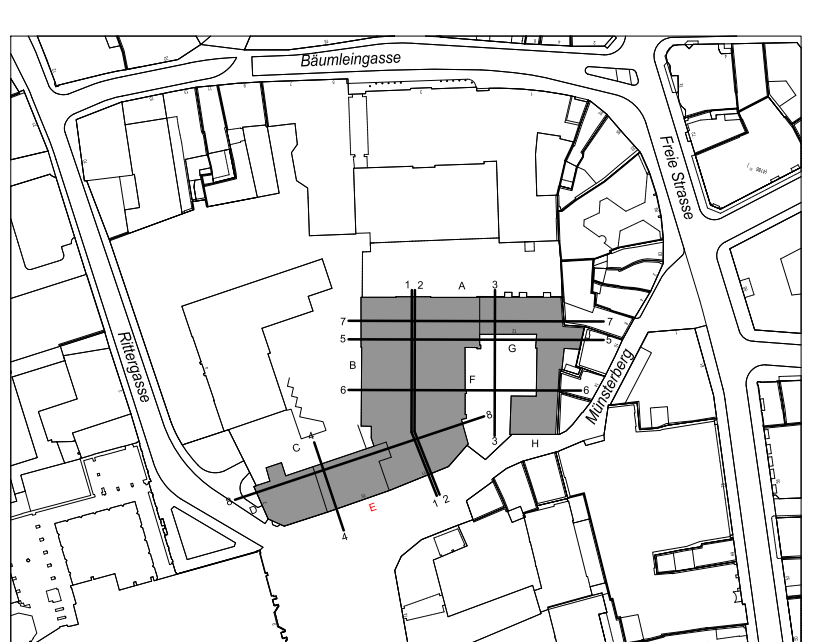 Bäumleingasse
Freie Strasse
1 2
A
3
7
7
5
5
G
B
F
6
6
8
4
C
3
H
Münsterberg
Rittergasse
8
D
E
1 2
4